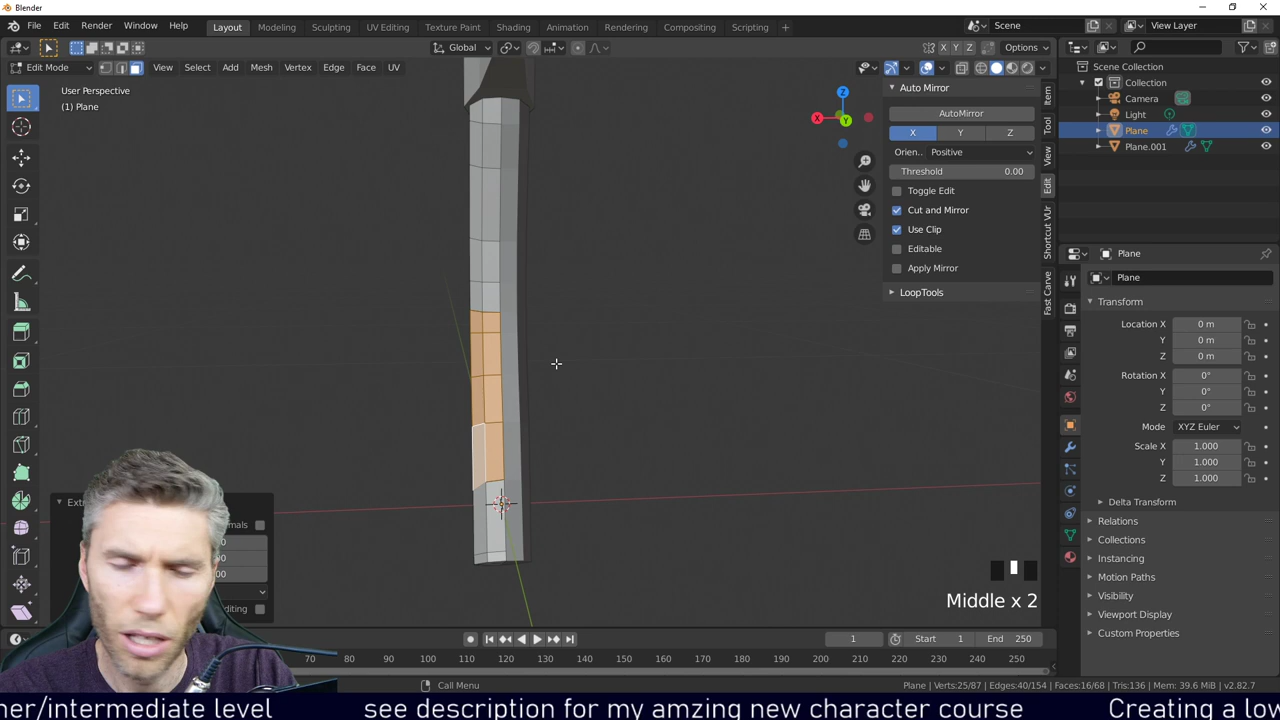 Blender
File Edit Render Window Help Layout Modeling Sculpting UV Editing Texture Paint Shading Animation Rendering Compositing Scripting + Scene View Layer
Global X Y Z Options
Edit Mode View Select Add Mesh Vertex Edge Face UV
User Perspective
(1) Plane
Z
X
Y
Auto Mirror
AutoMirror
X Y Z
Orien.. Positive
Threshold 0.00
Toggle Edit
Cut and Mirror
Use Clip
Editable
Apply Mirror
LoopTools
Item
Tool
View
Edit
Shortcut VUr
Fast Carve
Scene Collection
Collection
Camera
Light
Plane
Plane.001
Plane
Plane
Transform
Location X 0 m
Y 0 m
Z 0 m
Rotation X 0°
Y 0°
Z 0°
Mode XYZ Euler
Scale X 1.000
Y 1.000
Z 1.000
Delta Transform
Relations
Collections
Instancing
Motion Paths
Visibility
Viewport Display
Custom Properties
Middle x 2
1 Start 1 End 250
70 80 90 100 110 120 130 140 150 160 170 180 190 200 210 220 230 240 250
Call Menu
Plane | Verts:25/87 | Edges:40/154 | Faces:16/68 | Tris:136 | Mem: 39.6 MiB | v2.82.7
ner/intermediate level see description for my amzing new character course Creating a low